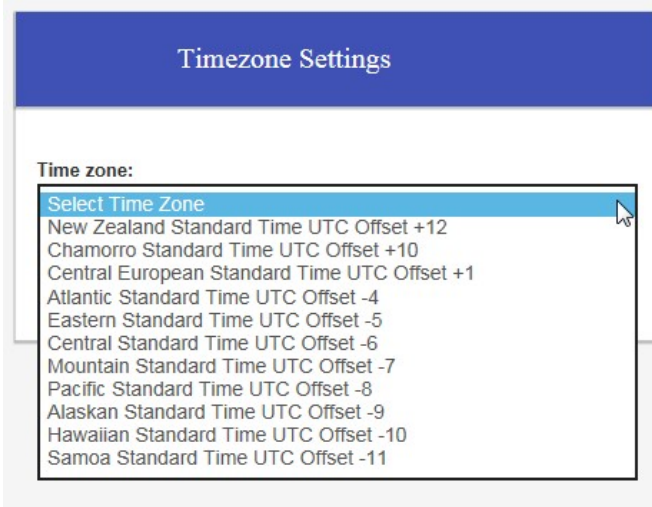 Timezone Settings
Time zone:
Select Time Zone
New Zealand Standard Time UTC Offset +12
Chamorro Standard Time UTC Offset +10
Central European Standard Time UTC Offset +1
Atlantic Standard Time UTC Offset -4
Eastern Standard Time UTC Offset -5
Central Standard Time UTC Offset -6
Mountain Standard Time UTC Offset -7
Pacific Standard Time UTC Offset -8
Alaskan Standard Time UTC Offset -9
Hawaiian Standard Time UTC Offset -10
Samoa Standard Time UTC Offset -11